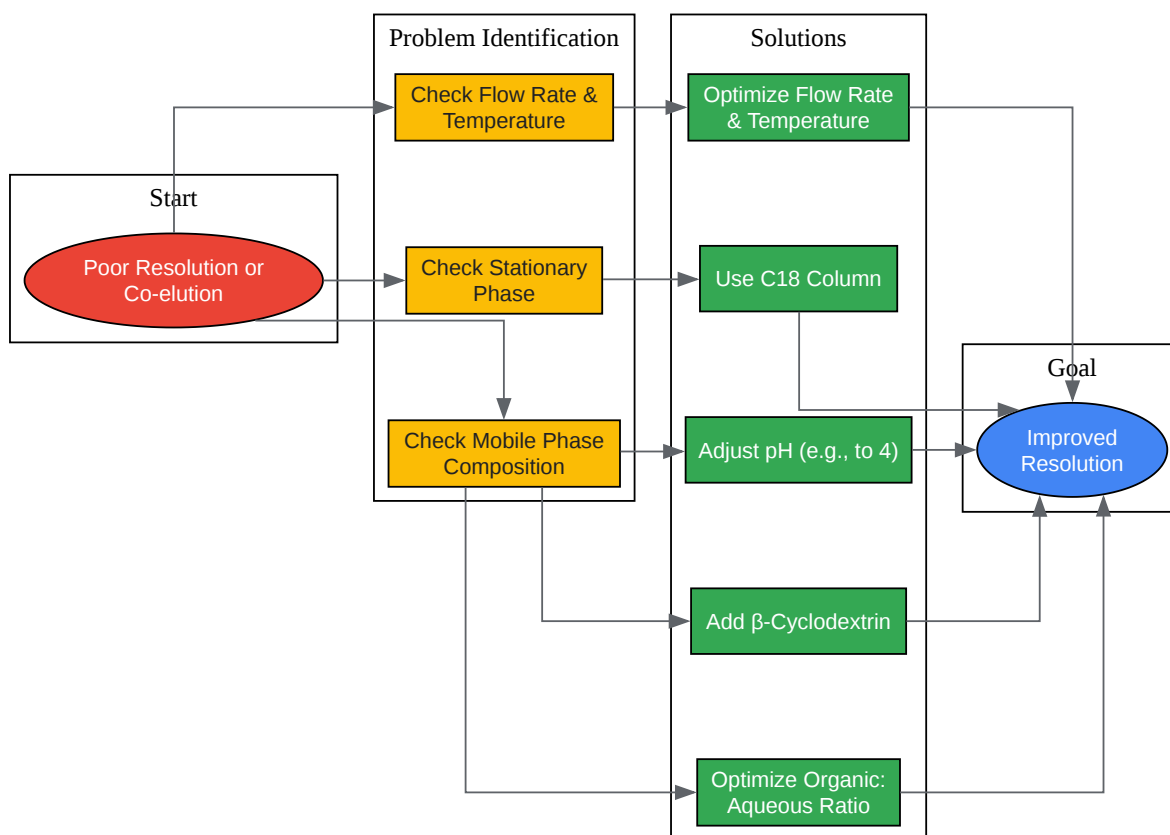 Problem Identification
Solutions
Check Flow Rate &
Temperature
Optimize Flow Rate
& Temperature
Start
Poor Resolution or
Co-elution
Check Stationary
Phase
Use C18 Column
Goal
Improved
Resolution
Check Mobile Phase
Composition
Adjust pH (e.g., to 4)
Add β-Cyclodextrin
Optimize Organic:
Aqueous Ratio